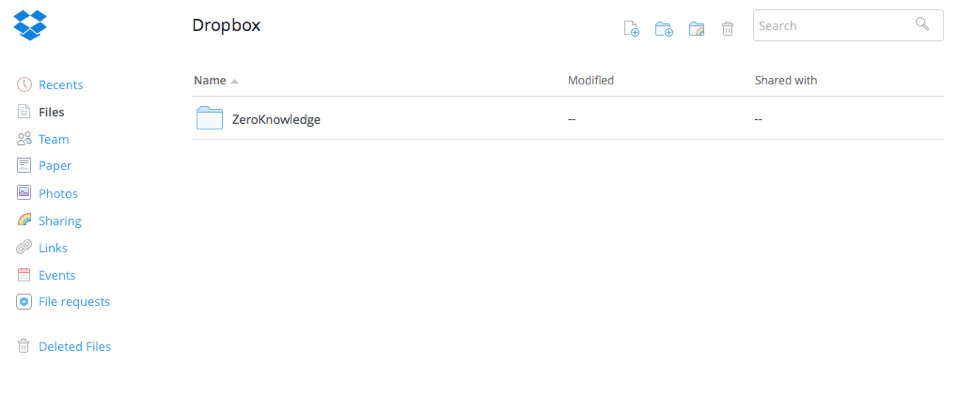 Dropbox
Search
Recents
Files
Team
Paper
Photos
Sharing
Links
Events
File requests
Deleted Files
Name Modified Shared with
ZeroKnowledge -- --